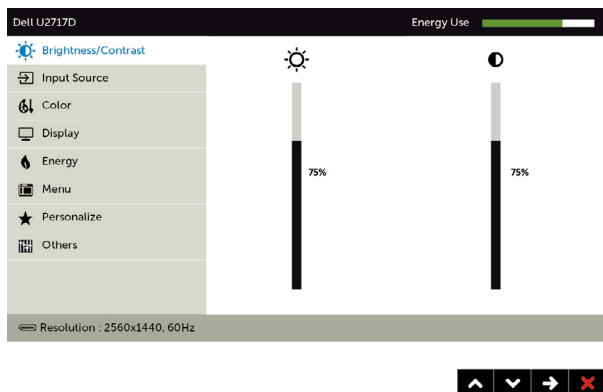 Dell U2717D Energy Use
Brightness/Contrast
Input Source
Color
Display
Energy
75% 75%
Menu
Personalize
Others
Resolution : 2560x1440, 60Hz